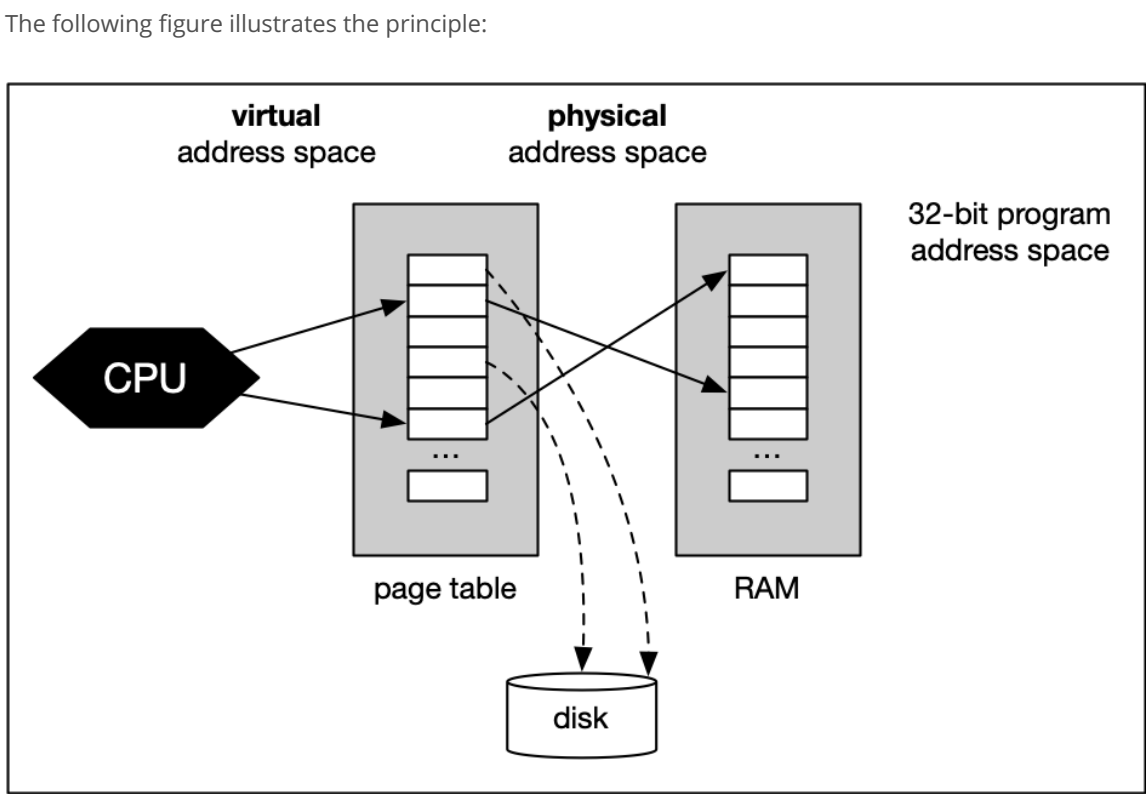 The following figure illustrates the principle:
virtual
address space
physical
address space
32-bit program
address space
CPU
...
...
page table
RAM
disk